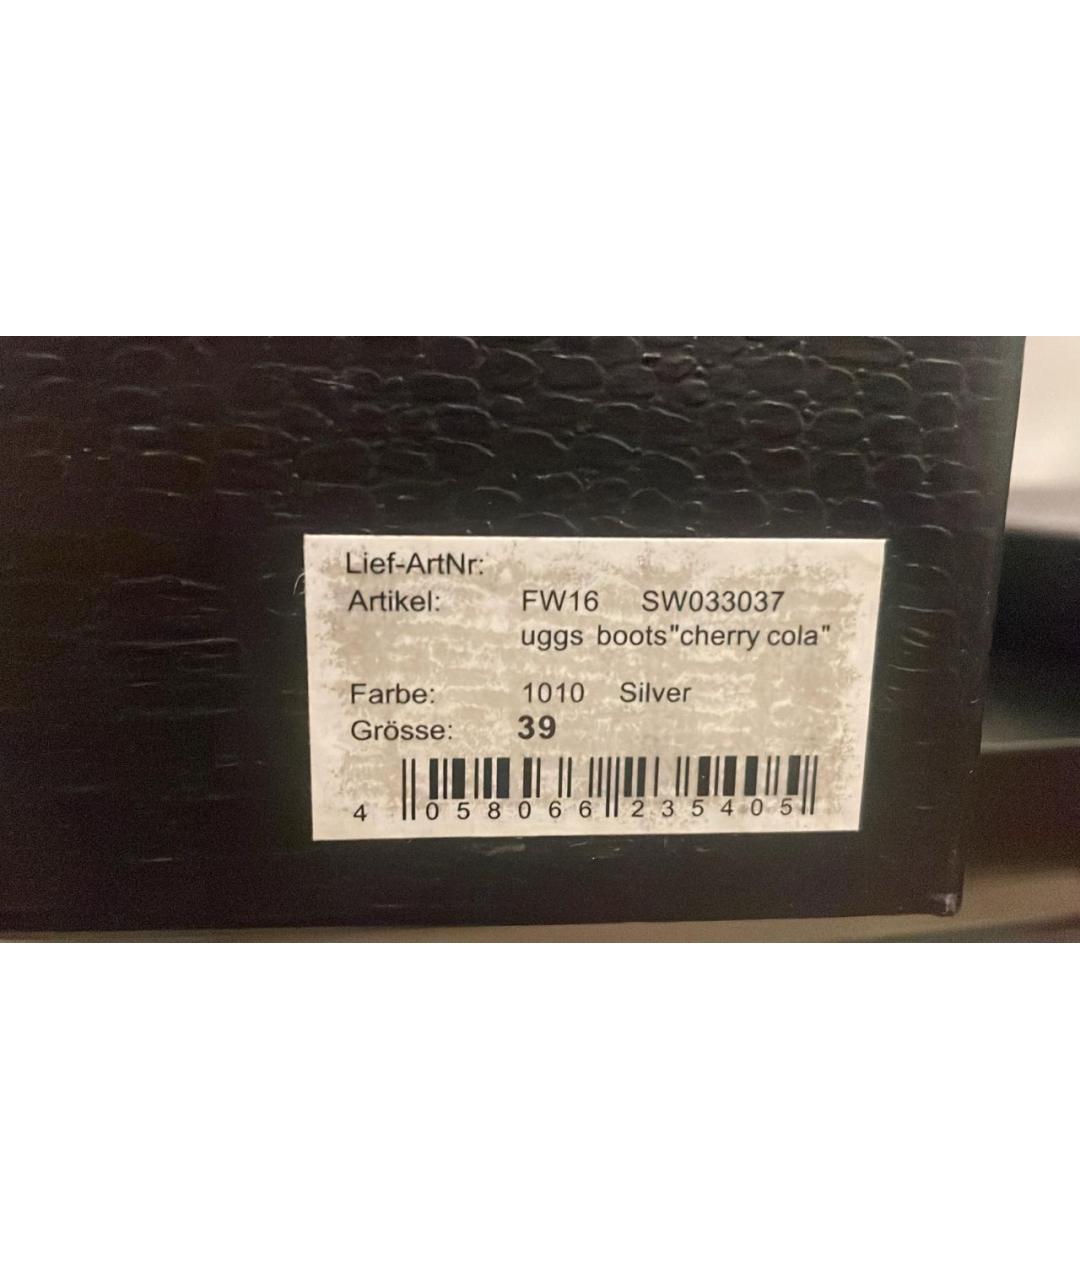 Lief-ArtNr:
Artikel: FW16 SW033037
uggs boots"cherry cola"
Farbe: 1010 Silver
Grösse: 39
4 058066 235405